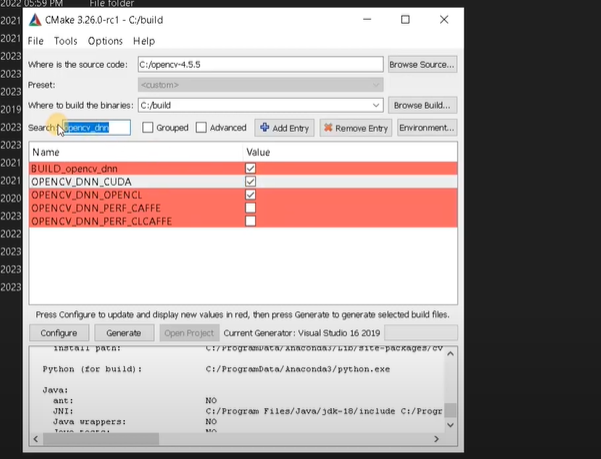 2022 05:59 PM File folder
2021
2021
2023
2023
2023
2019
2023
2023
2021
2021
2020
2023
2022
2023
2023
2023
CMake 3.26.0-rc1 - C:/build
File Tools Options Help
Where is the source code: C:/opencv-4.5.5 Browse Source...
Preset: <custom>
Where to build the binaries: C:/build Browse Build...
Search: opencv_dnn Grouped Advanced Add Entry Remove Entry Environment...
Name Value
BUILD_opencv_dnn
OPENCV_DNN_CUDA
OPENCV_DNN_OPENCL
OPENCV_DNN_PERF_CAFFE
OPENCV_DNN_PERF_CLCAFFE
Press Configure to update and display new values in red, then press Generate to generate selected build files.
Configure Generate Open Project Current Generator: Visual Studio 16 2019
install path: C:/ProgramData/Anaconda3/Lib/site-packages/cv
Python (for build): C:/ProgramData/Anaconda3/python.exe
Java:
ant: NO
JNI: C:/Program Files/Java/jdk-18/include C:/Progr
Java wrappers: NO
Java tests: NO